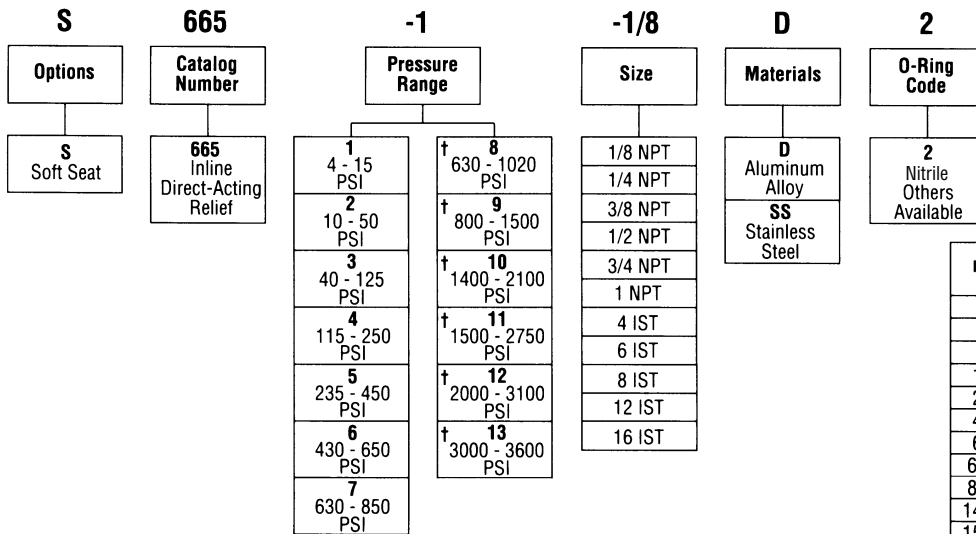 S 665 -1 -1/8 D 2
Options
Catalog
Number
Pressure
Range
Size
Materials
O-Ring
Code
S
Soft Seat
665
Inline
Direct-Acting
Relief
1
4 - 15
PSI
2
10 - 50
PSI
3
40 - 125
PSI
4
115 - 250
PSI
5
235 - 450
PSI
6
430 - 650
PSI
7
630 - 850
PSI
† 8
630 - 1020
PSI
† 9
800 - 1500
PSI
† 10
1400 - 2100
PSI
† 11
1500 - 2750
PSI
† 12
2000 - 3100
PSI
† 13
3000 - 3600
PSI
1/8 NPT
1/4 NPT
3/8 NPT
1/2 NPT
3/4 NPT
1 NPT
4 IST
6 IST
8 IST
12 IST
16 IST
D
Aluminum
Alloy
SS
Stainless
Steel
2
Nitrile
Others
Available